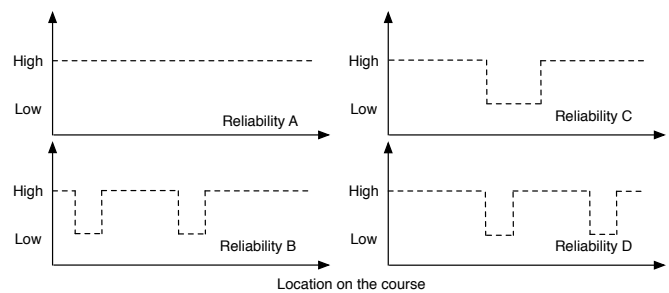 High
Low
Reliability A
High
Low
Reliability C
High
Low
Reliability B
High
Low
Reliability D
Location on the course